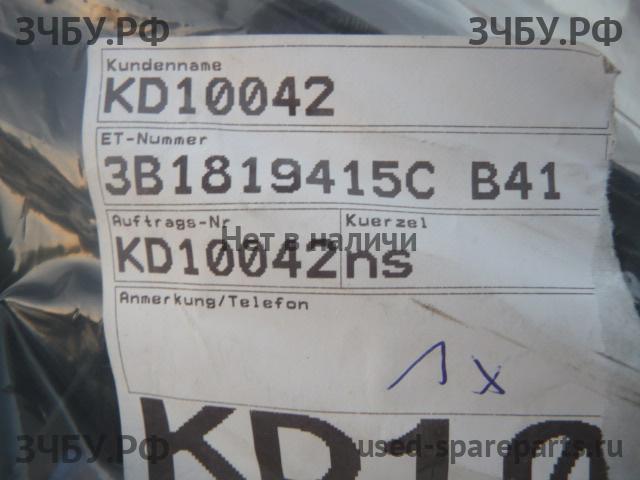 ЗЧБУ.РФ ЗЧБУ.РФ
Kundenname
KD10042
ET-Nummer
3B1819415C B41
Auftrags-Nr Kuerzel
Нет в наличии
KD10042 ns
Anmerkung/Telefon
1x
KD10
ЗЧБУ.РФ used-spareparts.ru